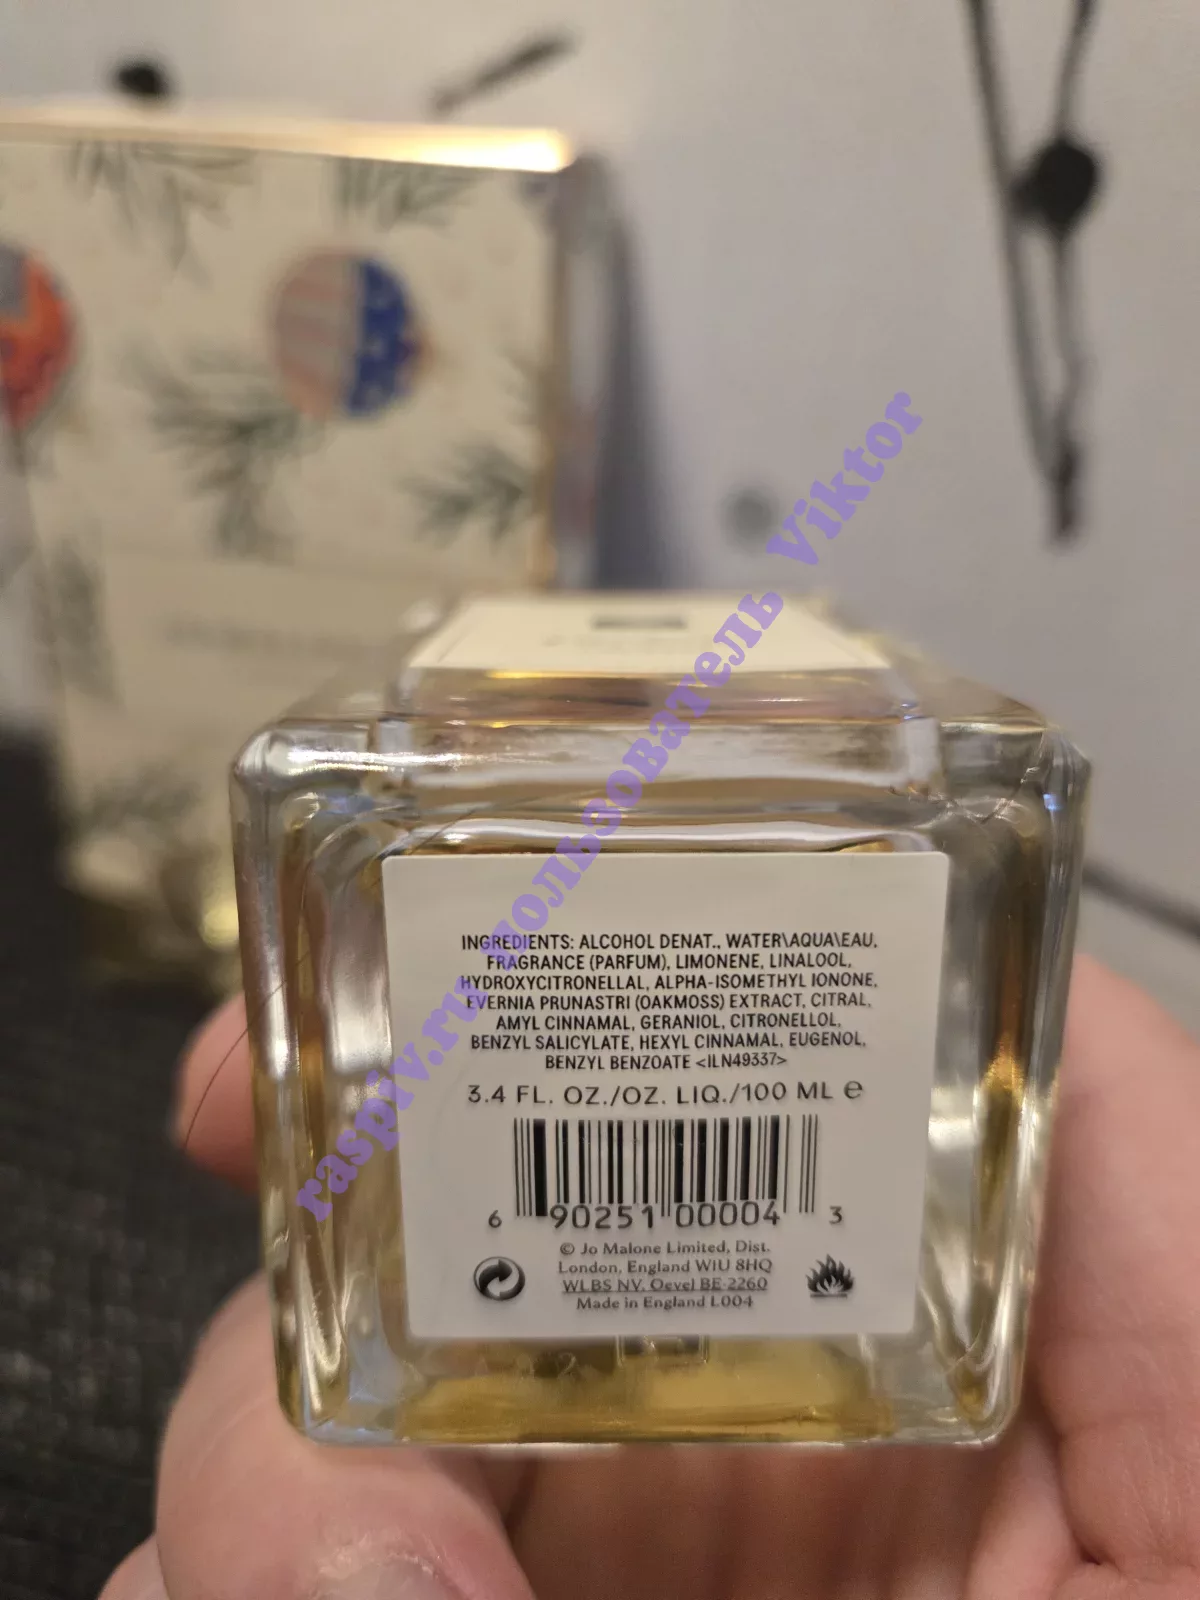 INGREDIENTS: ALCOHOL DENAT., WATER\AQUA\EAU,
FRAGRANCE (PARFUM), LIMONENE, LINALOOL,
HYDROXYCITRONELLAL, ALPHA-ISOMETHYL IONONE,
EVERNIA PRUNASTRI (OAKMOSS) EXTRACT, CITRAL,
AMYL CINNAMAL, GERANIOL, CITRONELLOL,
BENZYL SALICYLATE, HEXYL CINNAMAL, EUGENOL,
BENZYL BENZOATE <ILN49337>
3.4 FL. OZ./OZ. LIQ./100 ML e
6 90251 00004 3
© Jo Malone Limited, Dist.
London, England W1U 8HQ
WLBS NV, Oevel BE-2260
Made in England L004
raspiv.ru пользователь Viktor